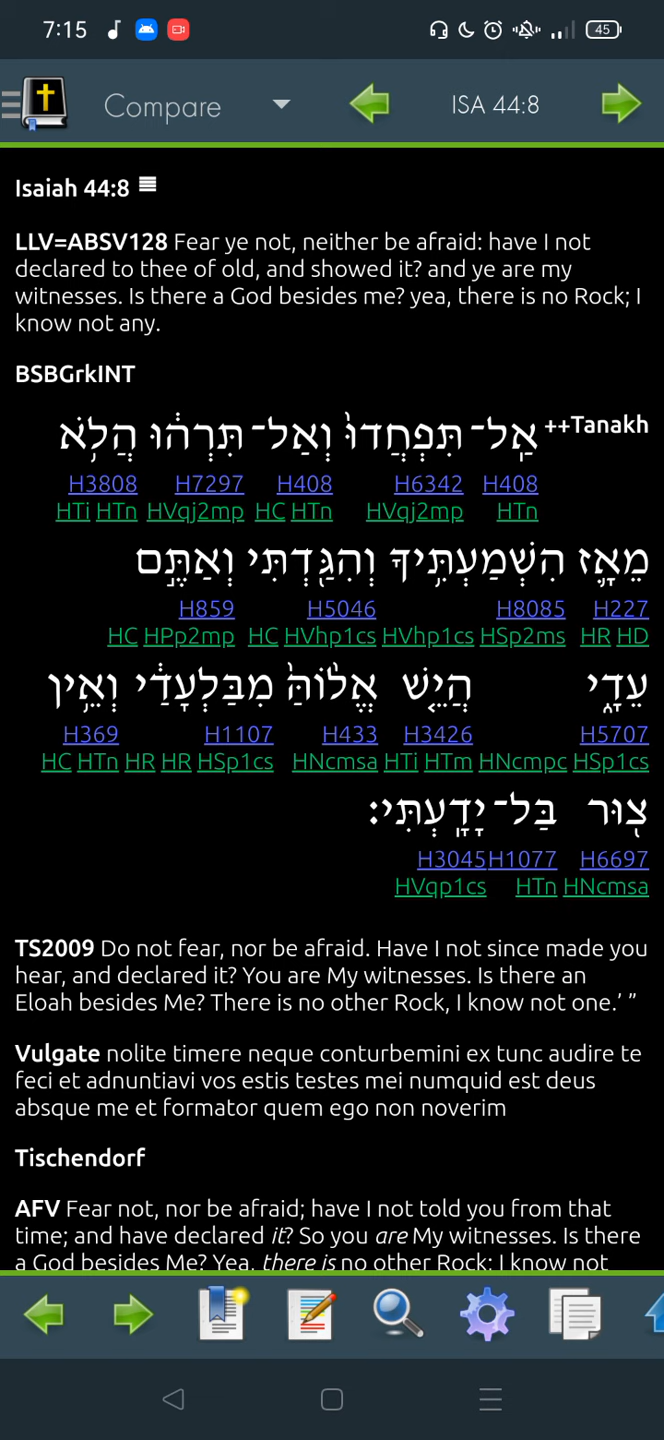 7:15
45
Compare
ISA 44:8
Isaiah 44:8
LLV=ABSV128 Fear ye not, neither be afraid: have I not
declared to thee of old, and showed it? and ye are my
witnesses. Is there a God besides me? yea, there is no Rock; I
know not any.
BSBGrkINT
++Tanakh אַֽל־תִּפְחֲדוּ֙ וְאַל־תִּרְה֔וּ הֲלֹ֥א
H408 H6342 H408 H7297 H3808
HTn HVqj2mp HC HTn HVqj2mp HTi HTn
מֵאָ֛ז הִשְׁמַעְתִּ֥יךָ וְהִגַּ֖דְתִּי וְאַתֶּ֣ם
H227 H8085 H5046 H859
HR HD HVhp1cs HSp2ms HC HVhp1cs HC HPp2mp
עֵדָ֑י הֲיֵ֤שׁ אֱל֙וֹהַּ֙ מִבַּלְעָדַ֔י וְאֵ֥ין
H5707 H3426 H433 H1107 H369
HNcmpc HSp1cs HTi HTm HNcmsa HR HR HSp1cs HC HTn
צ֖וּר בַּל־יָדָֽעְתִּי׃
H6697 H1077 H3045
HNcmsa HTn HVqp1cs
TS2009 Do not fear, nor be afraid. Have I not since made you
hear, and declared it? You are My witnesses. Is there an
Eloah besides Me? There is no other Rock, I know not one.’ ”
Vulgate nolite timere neque conturbemini ex tunc audire te
feci et adnuntiavi vos estis testes mei numquid est deus
absque me et formator quem ego non noverim
Tischendorf
AFV Fear not, nor be afraid; have I not told you from that
time; and have declared it? So you are My witnesses. Is there
a God besides Me? Yea, there is no other Rock; I know not